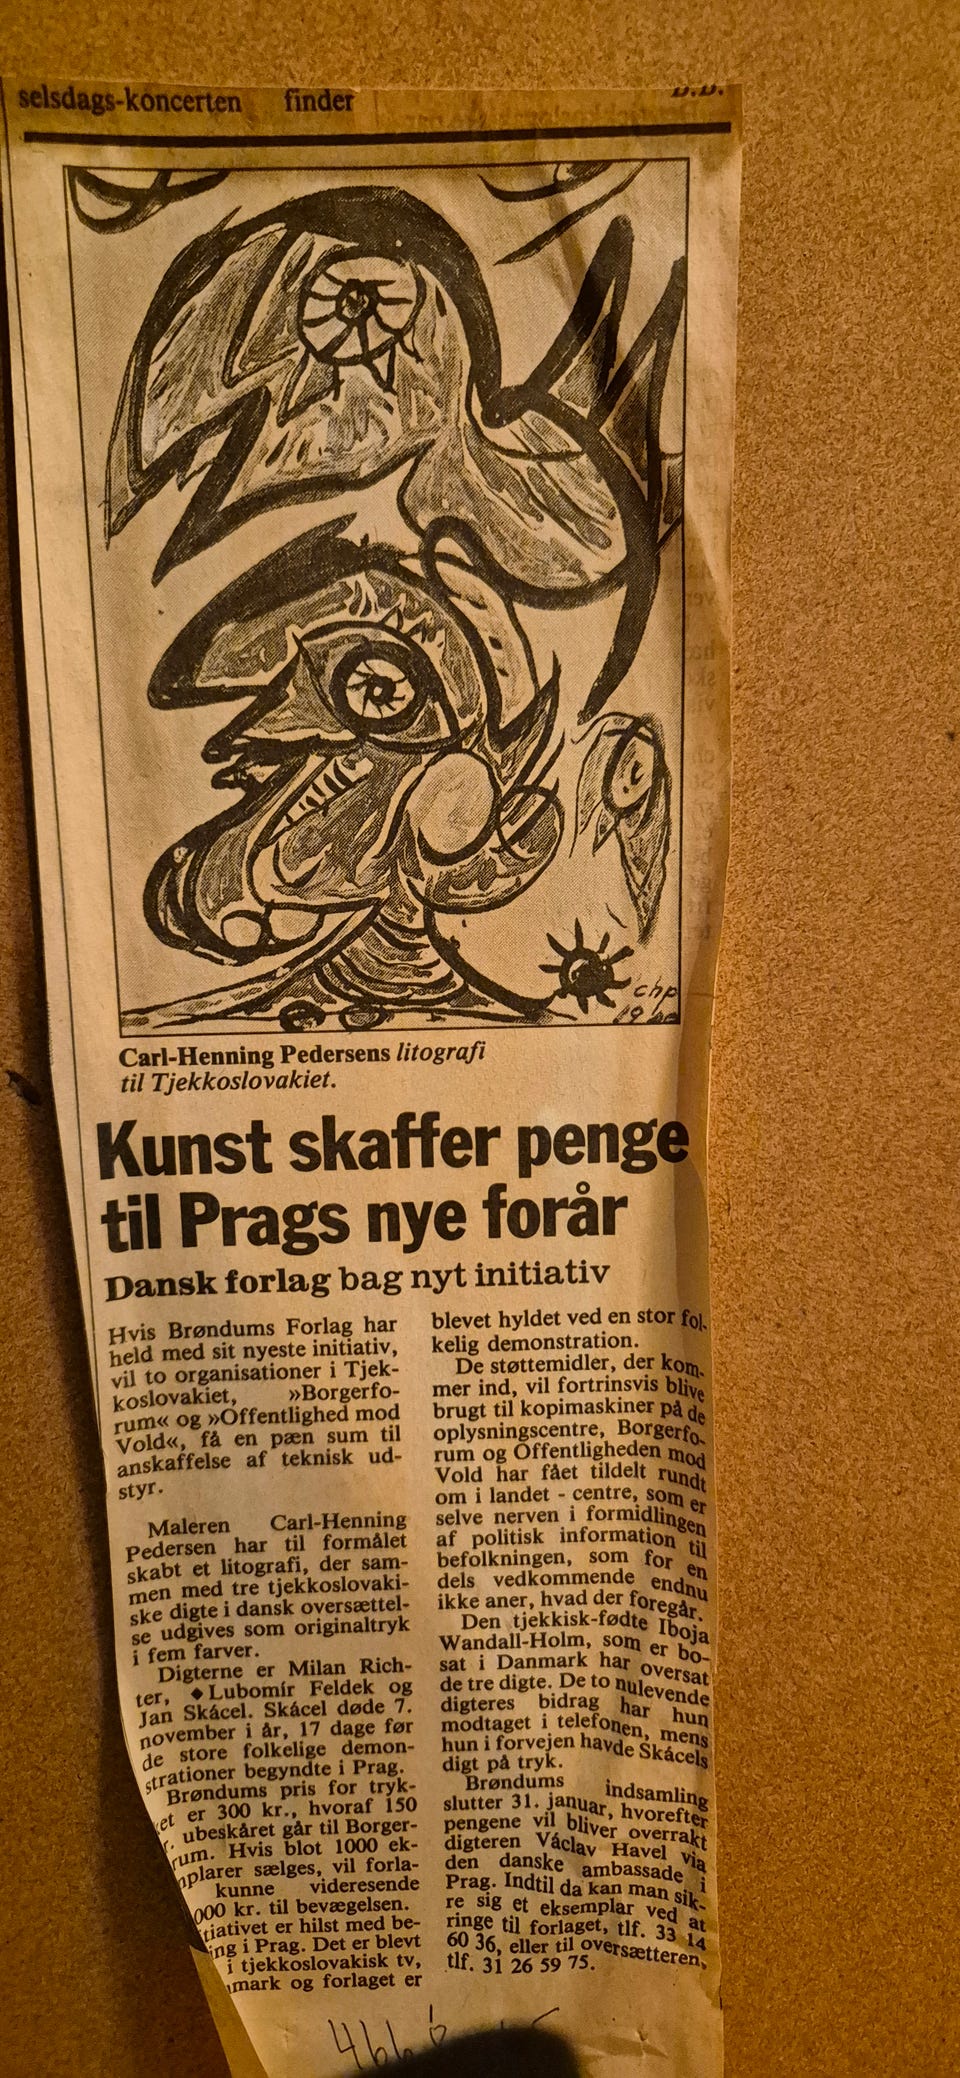 selsdags-koncerten finder
B.B.
chp
Carl-Henning Pedersens litografi
til Tjekkoslovakiet.
Kunst skaffer penge
til Prags nye forår
Dansk forlag bag nyt initiativ
Hvis Brøndums Forlag har
held med sit nyeste initiativ,
vil to organisationer i Tjek-
koslovakiet, »Borgerfo-
rum« og »Offentlighed mod
Vold«, få en pæn sum til
anskaffelse af teknisk ud-
styr.
Maleren Carl-Henning
Pedersen har til formålet
skabt et litografi, der sam-
men med tre tjekkoslovaki-
ske digte i dansk oversættel-
se udgives som originaltryk
i fem farver.
Digterne er Milan Rich-
ter, ◆Lubomír Feldek og
Jan Skácel. Skácel døde 7.
november i år, 17 dage før
de store folkelige demon-
strationer begyndte i Prag.
Brøndums pris for tryk-
ket er 300 kr., hvoraf 150
r. ubeskåret går til Borger-
rum. Hvis blot 1000 ek-
mplarer sælges, vil forla-
kunne videresende
000 kr. til bevægelsen.
tiativet er hilst med be-
ing i Prag. Det er blevt
i tjekkoslovakisk tv,
nmark og forlaget er
blevet hyldet ved en stor fol-
kelig demonstration.
De støttemidler, der kom-
mer ind, vil fortrinsvis blive
brugt til kopimaskiner på de
oplysningscentre, Borgerfo-
rum og Offentligheden mod
Vold har fået tildelt rundt
om i landet - centre, som er
selve nerven i formidlingen
af politisk information til
befolkningen, som for en
dels vedkommende endnu
ikke aner, hvad der foregår.
Den tjekkisk-fødte Iboja
Wandall-Holm, som er bo-
sat i Danmark har oversat
de tre digte. De to nulevende
digteres bidrag har hun
modtaget i telefonen, mens
hun i forvejen havde Skácels
digt på tryk.
Brøndums indsamling
slutter 31. januar, hvorefter
pengene vil bliver overrakt
digteren Václav Havel via
den danske ambassade i
Prag. Indtil da kan man sik-
re sig et eksemplar ved at
ringe til forlaget, tlf. 33 14
60 36, eller til oversætteren,
tlf. 31 26 59 75.